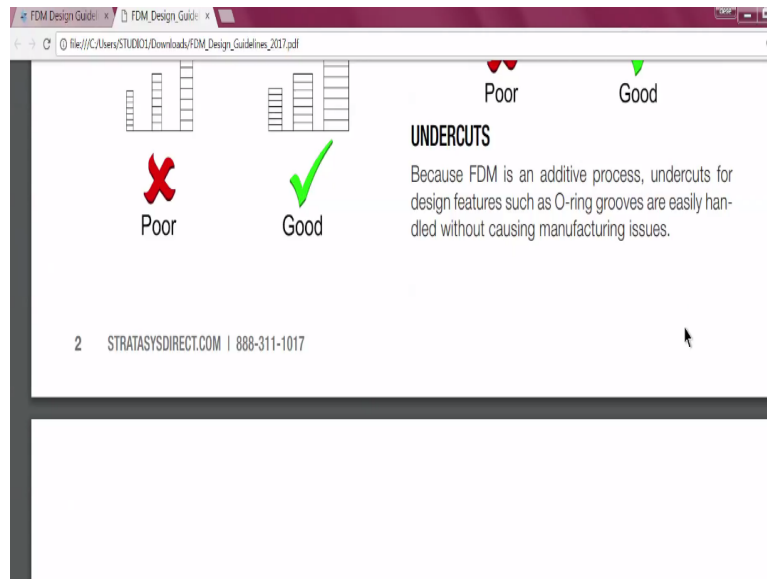 FDM Design Guidel
FDM_Design_Guide
file:///C:/Users/STUDIO1/Downloads/FDM_Design_Guidelines_2017.pdf
Poor
Good
Poor
Good
UNDERCUTS
Because FDM is an additive process, undercuts for
design features such as O-ring grooves are easily han-
dled without causing manufacturing issues.
2 STRATASYSDIRECT.COM | 888-311-1017